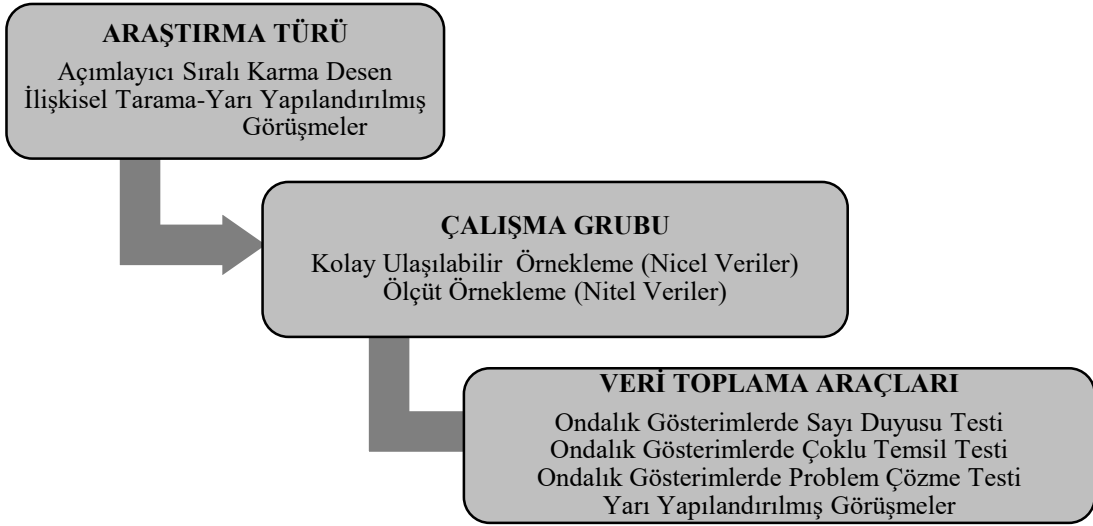 ARAŞTIRMA TÜRÜ
Açımlayıcı Sıralı Karma Desen
İlişkisel Tarama-Yarı Yapılandırılmış
Görüşmeler
ÇALIŞMA GRUBU
Kolay Ulaşılabilir Örnekleme (Nicel Veriler)
Ölçüt Örnekleme (Nitel Veriler)
VERİ TOPLAMA ARAÇLARI
Ondalık Gösterimlerde Sayı Duyusu Testi
Ondalık Gösterimlerde Çoklu Temsil Testi
Ondalık Gösterimlerde Problem Çözme Testi
Yarı Yapılandırılmış Görüşmeler